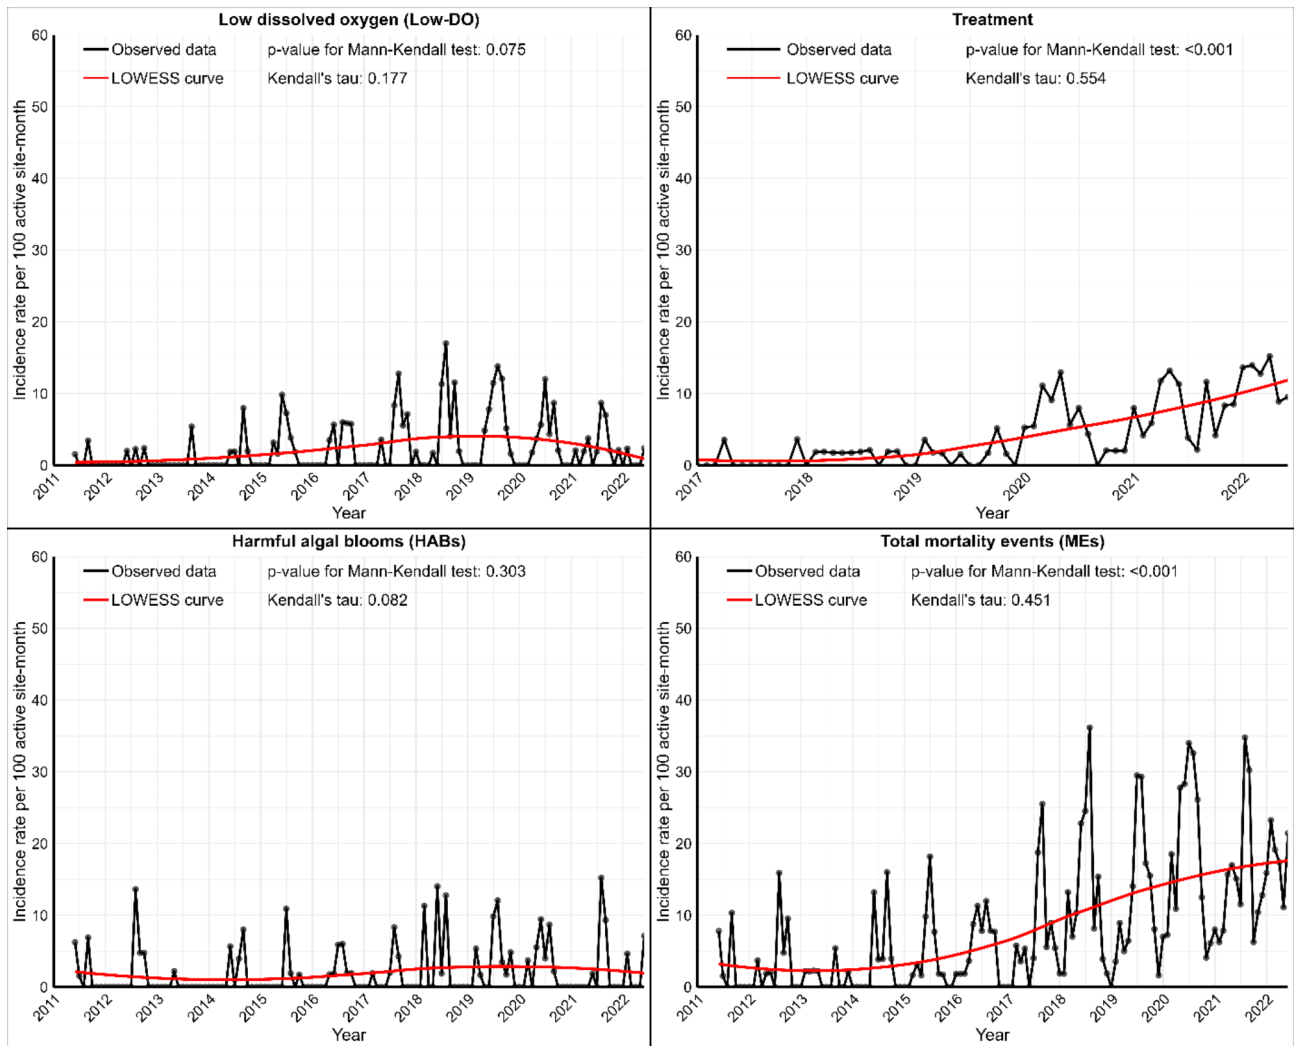 Low dissolved oxygen (Low-DO)
Observed data p-value for Mann-Kendall test: 0.075
LOWESS curve Kendall's tau: 0.177
Incidence rate per 100 active site-month
60
50
40
30
20
10
0
2011 2012 2013 2014 2015 2016 2017 2018 2019 2020 2021 2022
Year
Treatment
Observed data p-value for Mann-Kendall test: <0.001
LOWESS curve Kendall's tau: 0.554
Incidence rate per 100 active site-month
60
50
40
30
20
10
0
2017 2018 2019 2020 2021 2022
Year
Harmful algal blooms (HABs)
Observed data p-value for Mann-Kendall test: 0.303
LOWESS curve Kendall's tau: 0.082
Incidence rate per 100 active site-month
60
50
40
30
20
10
0
2011 2012 2013 2014 2015 2016 2017 2018 2019 2020 2021 2022
Year
Total mortality events (MEs)
Observed data p-value for Mann-Kendall test: <0.001
LOWESS curve Kendall's tau: 0.451
Incidence rate per 100 active site-month
60
50
40
30
20
10
0
2011 2012 2013 2014 2015 2016 2017 2018 2019 2020 2021 2022
Year